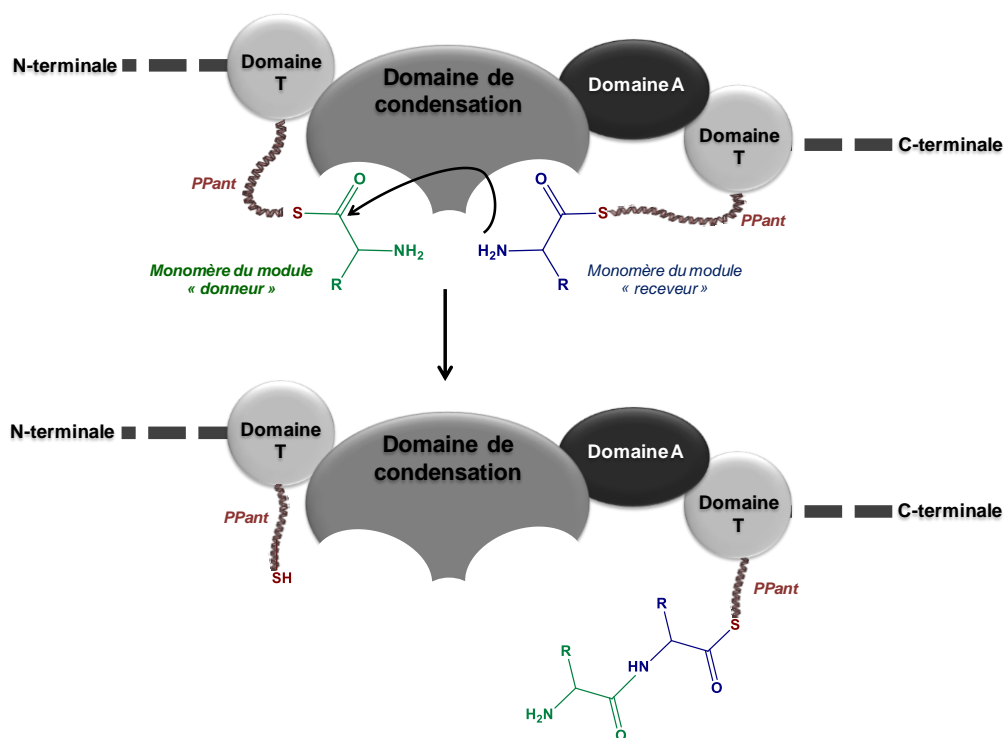 N-terminale
Domaine
T
Domaine de
condensation
Domaine A
Domaine
T
C-terminale
PPant
S
O
NH2
R
Monomère du module
« donneur »
O
S
H2N
R
Monomère du module
« receveur »
PPant
N-terminale
Domaine
T
Domaine de
condensation
Domaine A
Domaine
T
C-terminale
PPant
SH
PPant
S
R
O
HN
R
H2N
O